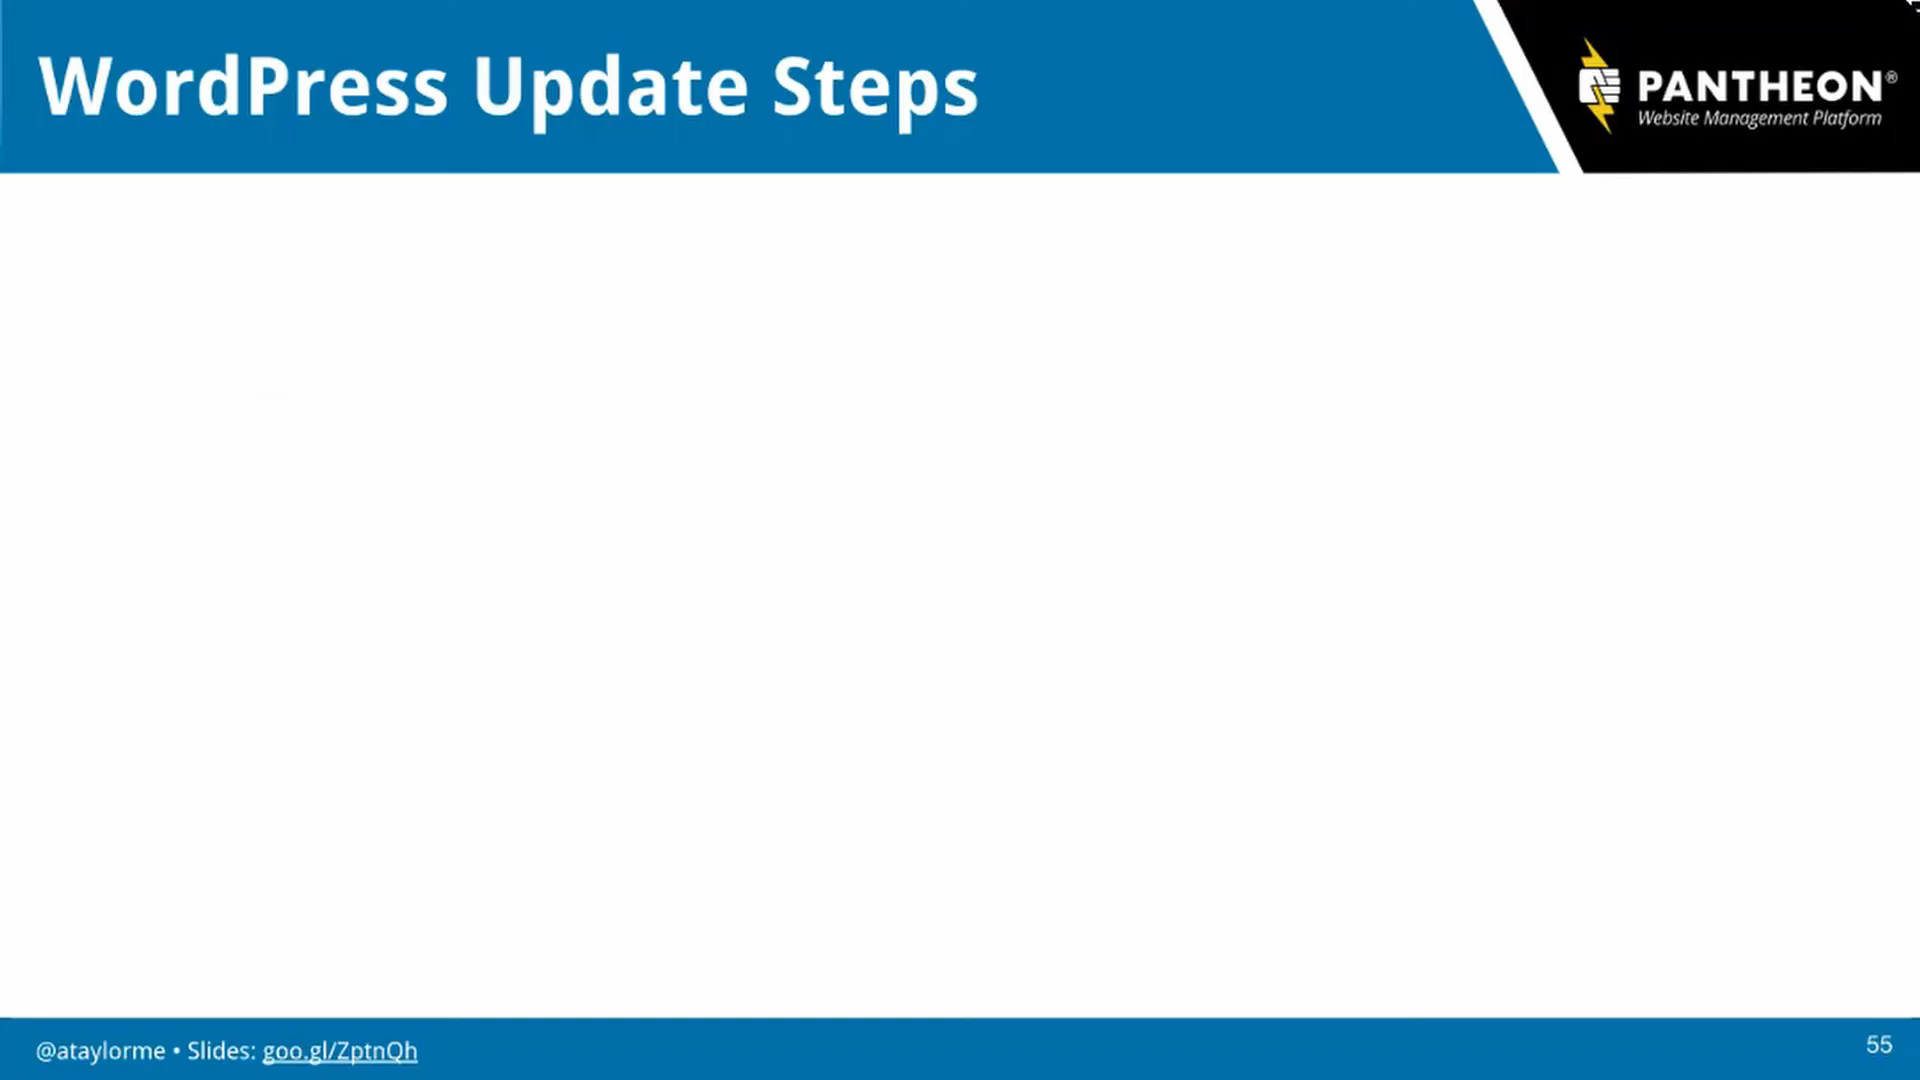 WordPress Update Steps
PANTHEON®
Website Management Platform
@ataylorme • Slides: goo.gl/ZptnQh
55